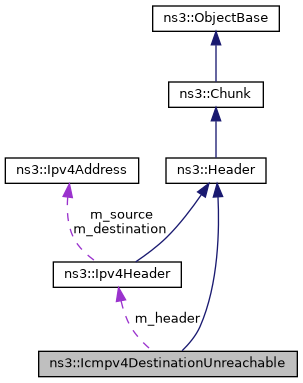 ns3::ObjectBase
ns3::Chunk
ns3::Ipv4Address
ns3::Header
m_source
m_destination
ns3::Ipv4Header
m_header
ns3::Icmpv4DestinationUnreachable